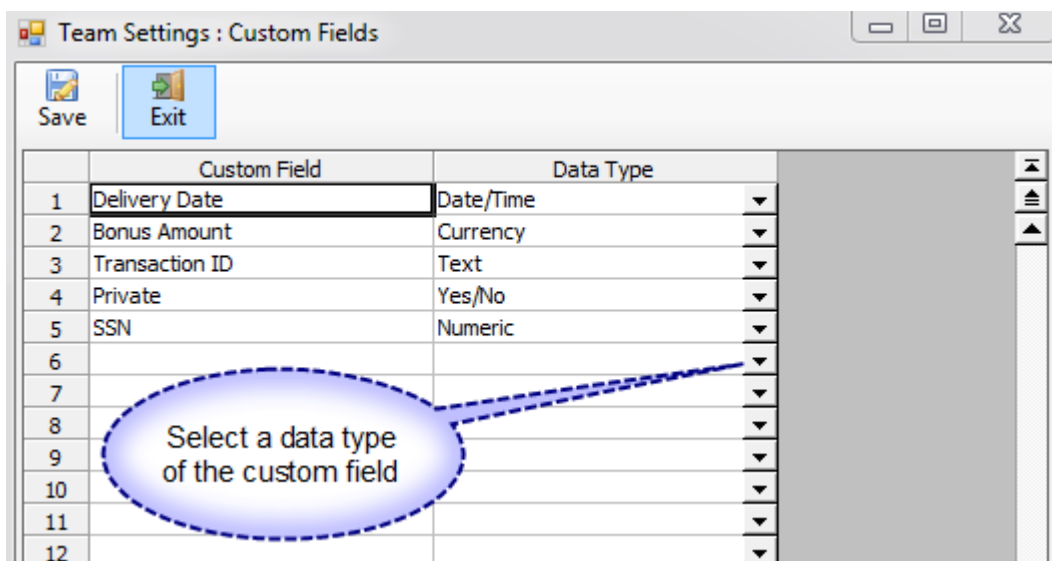 Team Settings : Custom Fields
Save Exit
Custom Field Data Type
1 Delivery Date Date/Time
2 Bonus Amount Currency
3 Transaction ID Text
4 Private Yes/No
5 SSN Numeric
6
7
8
9
10
11
12
Select a data type
of the custom field